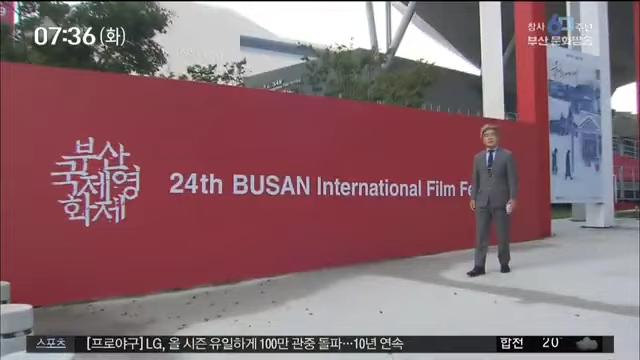 07:36 (화)
창사 60주년
부산문화방송
부산
국제영
화제
24th BUSAN International Film Fe
스포츠
[프로야구] LG, 올 시즌 유일하게 100만 관중 돌파…10년 연속
합천 20°